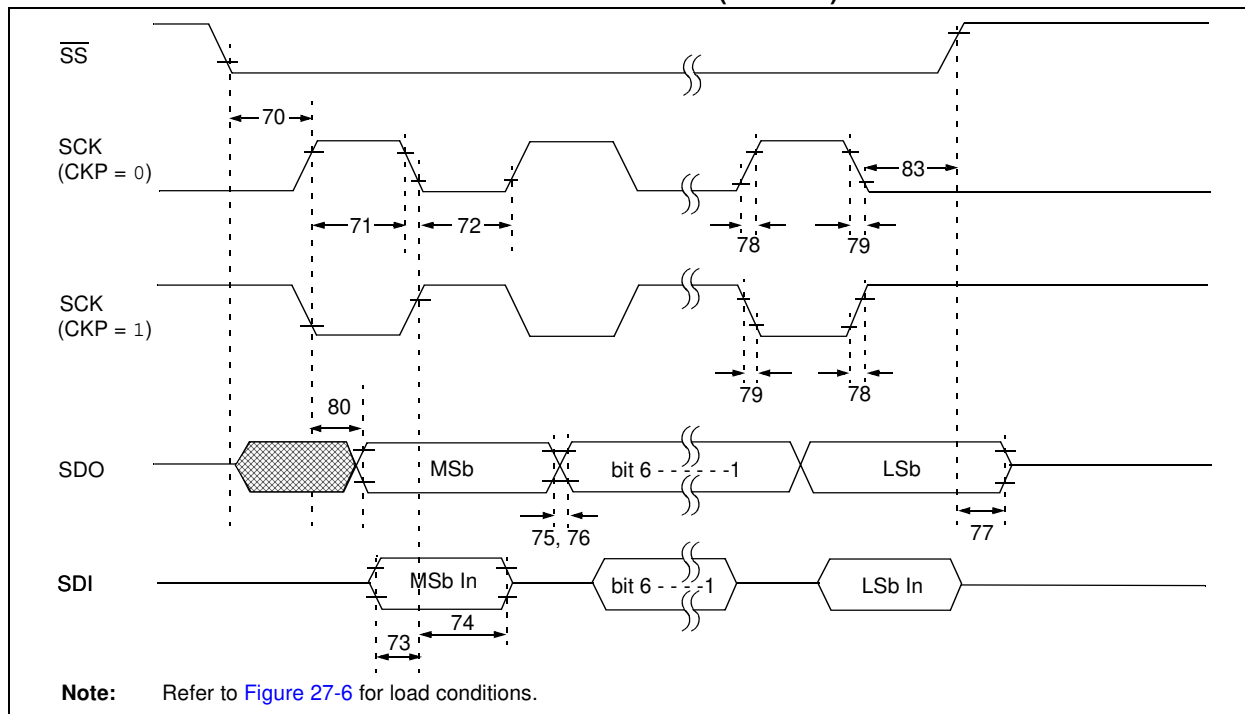 SS
70
SCK
(CKP = 0)
83
71
72
78
79
SCK
(CKP = 1)
79
78
80
SDO
MSb
bit 6 - - - - - - -1
LSb
75, 76
77
SDI
MSb In
bit 6 - - - - -1
LSb In
74
73
Note: Refer to Figure 27-6 for load conditions.